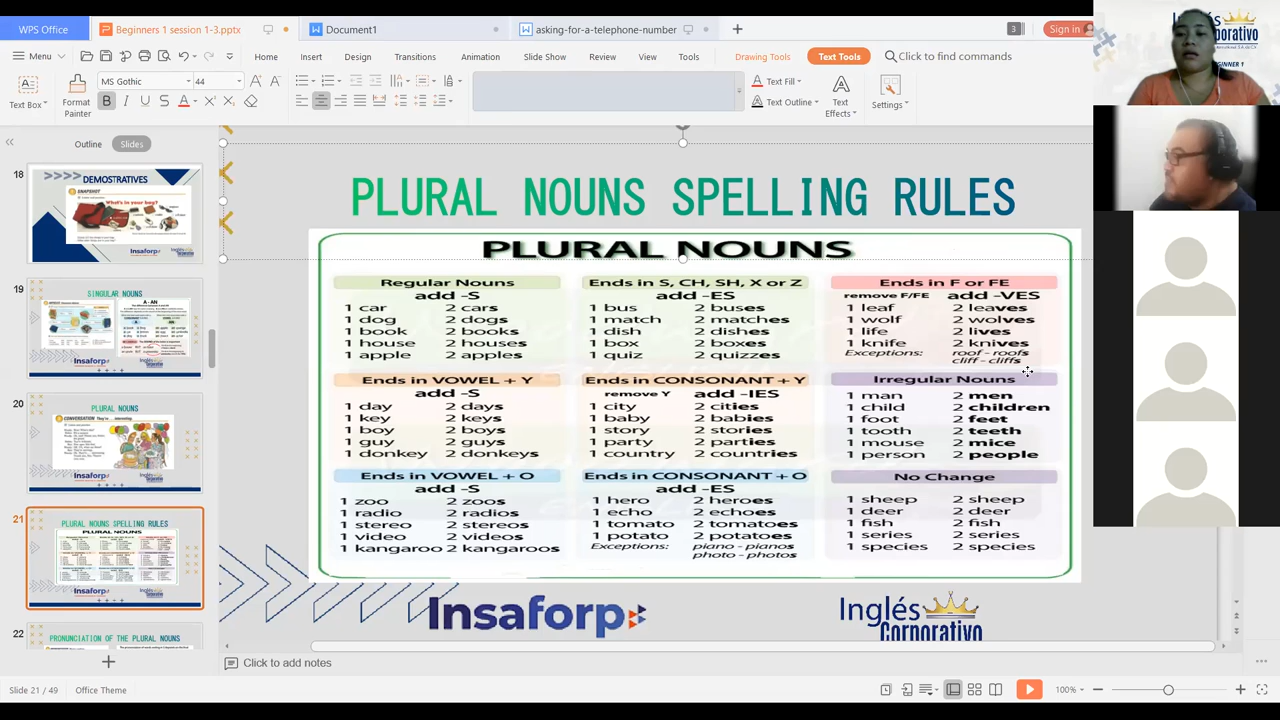 WPS Office
Beginners 1 session 1-3.pptx
Document1
asking-for-a-telephone-number
3
Sign in
Menu
Home
Insert
Design
Transitions
Animation
Review
View
Tools
Drawing Tools
Text Tools
Click to find commands
MS Gothic
44
Text Box
Format Painter
Text Fill
Text Outline
Text Effects
Settings
Outline
Slides
18
DEMOSTRATIVES
SNAPSHOT
What's in your bag?
19
SINGULAR NOUNS
A - AN
20
PLURAL NOUNS
CONVERSATION They're ... interesting.
21
PLURAL NOUNS SPELLING RULES
22
PRONUNCIATION OF THE PLURAL NOUNS
PLURAL NOUNS SPELLING RULES
PLURAL NOUNS
Regular Nouns
add -S
1 car 2 cars
1 dog 2 dogs
1 book 2 books
1 house 2 houses
1 apple 2 apples
Ends in S, CH, SH, X or Z
add -ES
1 bus 2 buses
1 match 2 matches
1 dish 2 dishes
1 box 2 boxes
1 quiz 2 quizzes
Ends in F or FE
remove F/FE add -VES
1 leaf 2 leaves
1 wolf 2 wolves
1 life 2 lives
1 knife 2 knives
Exceptions: roof - roofs
cliff - cliffs
Ends in VOWEL + Y
add -S
1 day 2 days
1 key 2 keys
1 boy 2 boys
1 guy 2 guys
1 donkey 2 donkeys
Ends in CONSONANT + Y
remove Y add -IES
1 city 2 cities
1 baby 2 babies
1 story 2 stories
1 party 2 parties
1 country 2 countries
Irregular Nouns
1 man 2 men
1 child 2 children
1 foot 2 feet
1 tooth 2 teeth
1 mouse 2 mice
1 person 2 people
Ends in VOWEL + O
add -S
1 zoo 2 zoos
1 radio 2 radios
1 stereo 2 stereos
1 video 2 videos
1 kangaroo 2 kangaroos
Ends in CONSONANT + O
add -ES
1 hero 2 heroes
1 echo 2 echoes
1 tomato 2 tomatoes
1 potato 2 potatoes
Exceptions: piano - pianos
photo - photos
No Change
1 sheep 2 sheep
1 deer 2 deer
1 fish 2 fish
1 series 2 series
1 species 2 species
Insaforp
Inglés
Corporativo
Click to add notes
Slide 21 / 49
Office Theme
100%